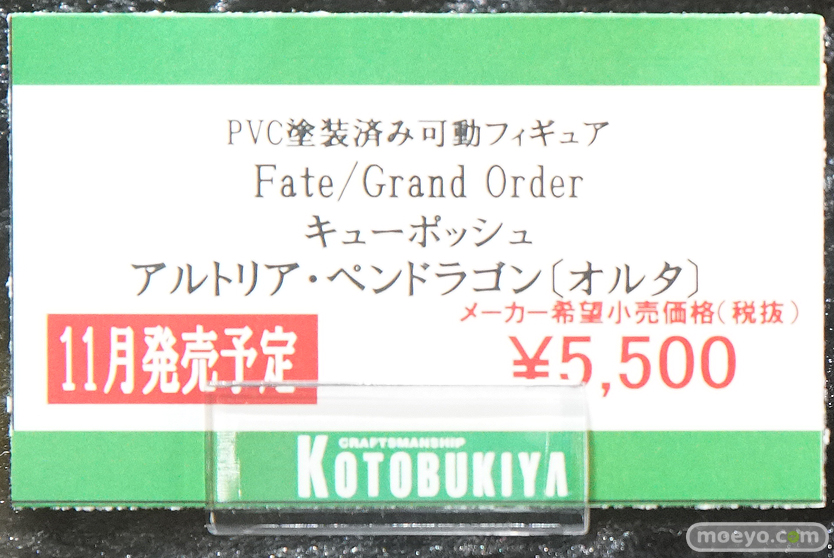 PVC塗装済み可動フィギュア
Fate/Grand Order
キューポッシュ
アルトリア・ペンドラゴン〔オルタ〕
メーカー希望小売価格(税抜)
11月発売予定
¥5,500
CRAFTSMANSHIP
KOTOBUKIYA
moeyo.com